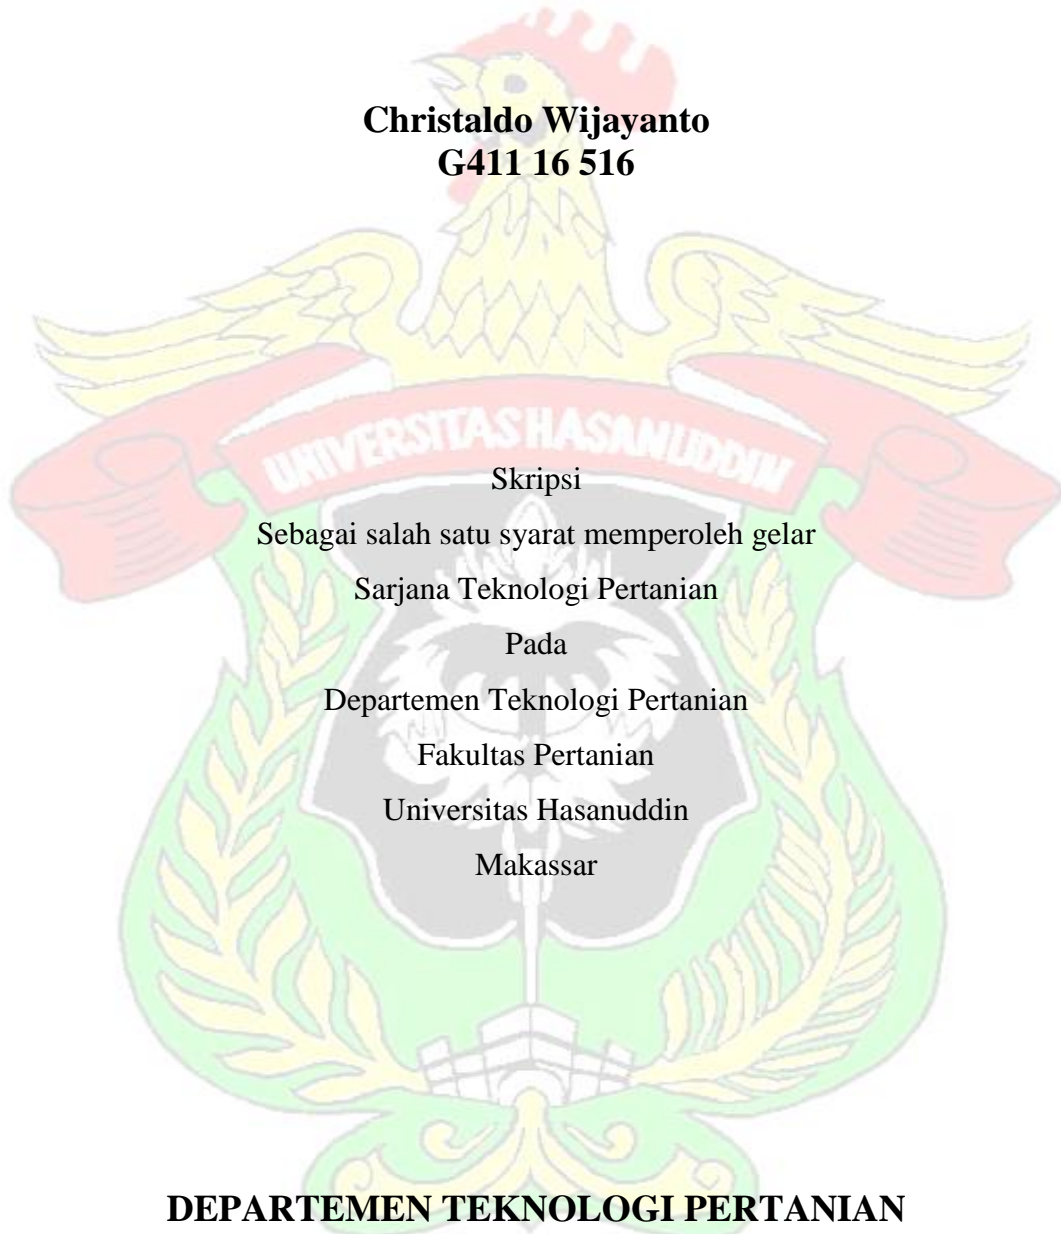 Christaldo Wijayanto
G411 16 516
UNIVERSITAS HASANUDDIN
Skripsi
Sebagai salah satu syarat memperoleh gelar
Sarjana Teknologi Pertanian
Pada
Departemen Teknologi Pertanian
Fakultas Pertanian
Universitas Hasanuddin
Makassar
DEPARTEMEN TEKNOLOGI PERTANIAN